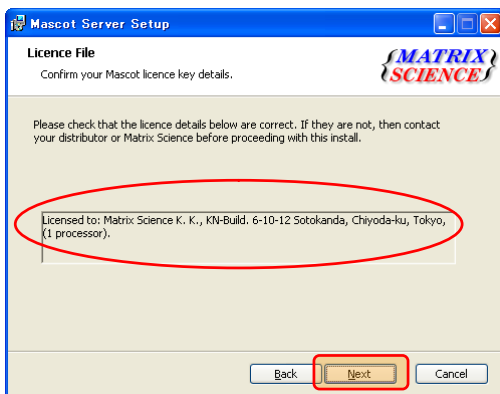 Mascot Server Setup
Licence File
Confirm your Mascot licence key details.
{MATRIX
SCIENCE}
Please check that the licence details below are correct. If they are not, then contact
your distributor or Matrix Science before proceeding with this install.
Licensed to: Matrix Science K. K., KN-Build. 6-10-12 Sotokanda, Chiyoda-ku, Tokyo,
(1 processor).
Back Next Cancel